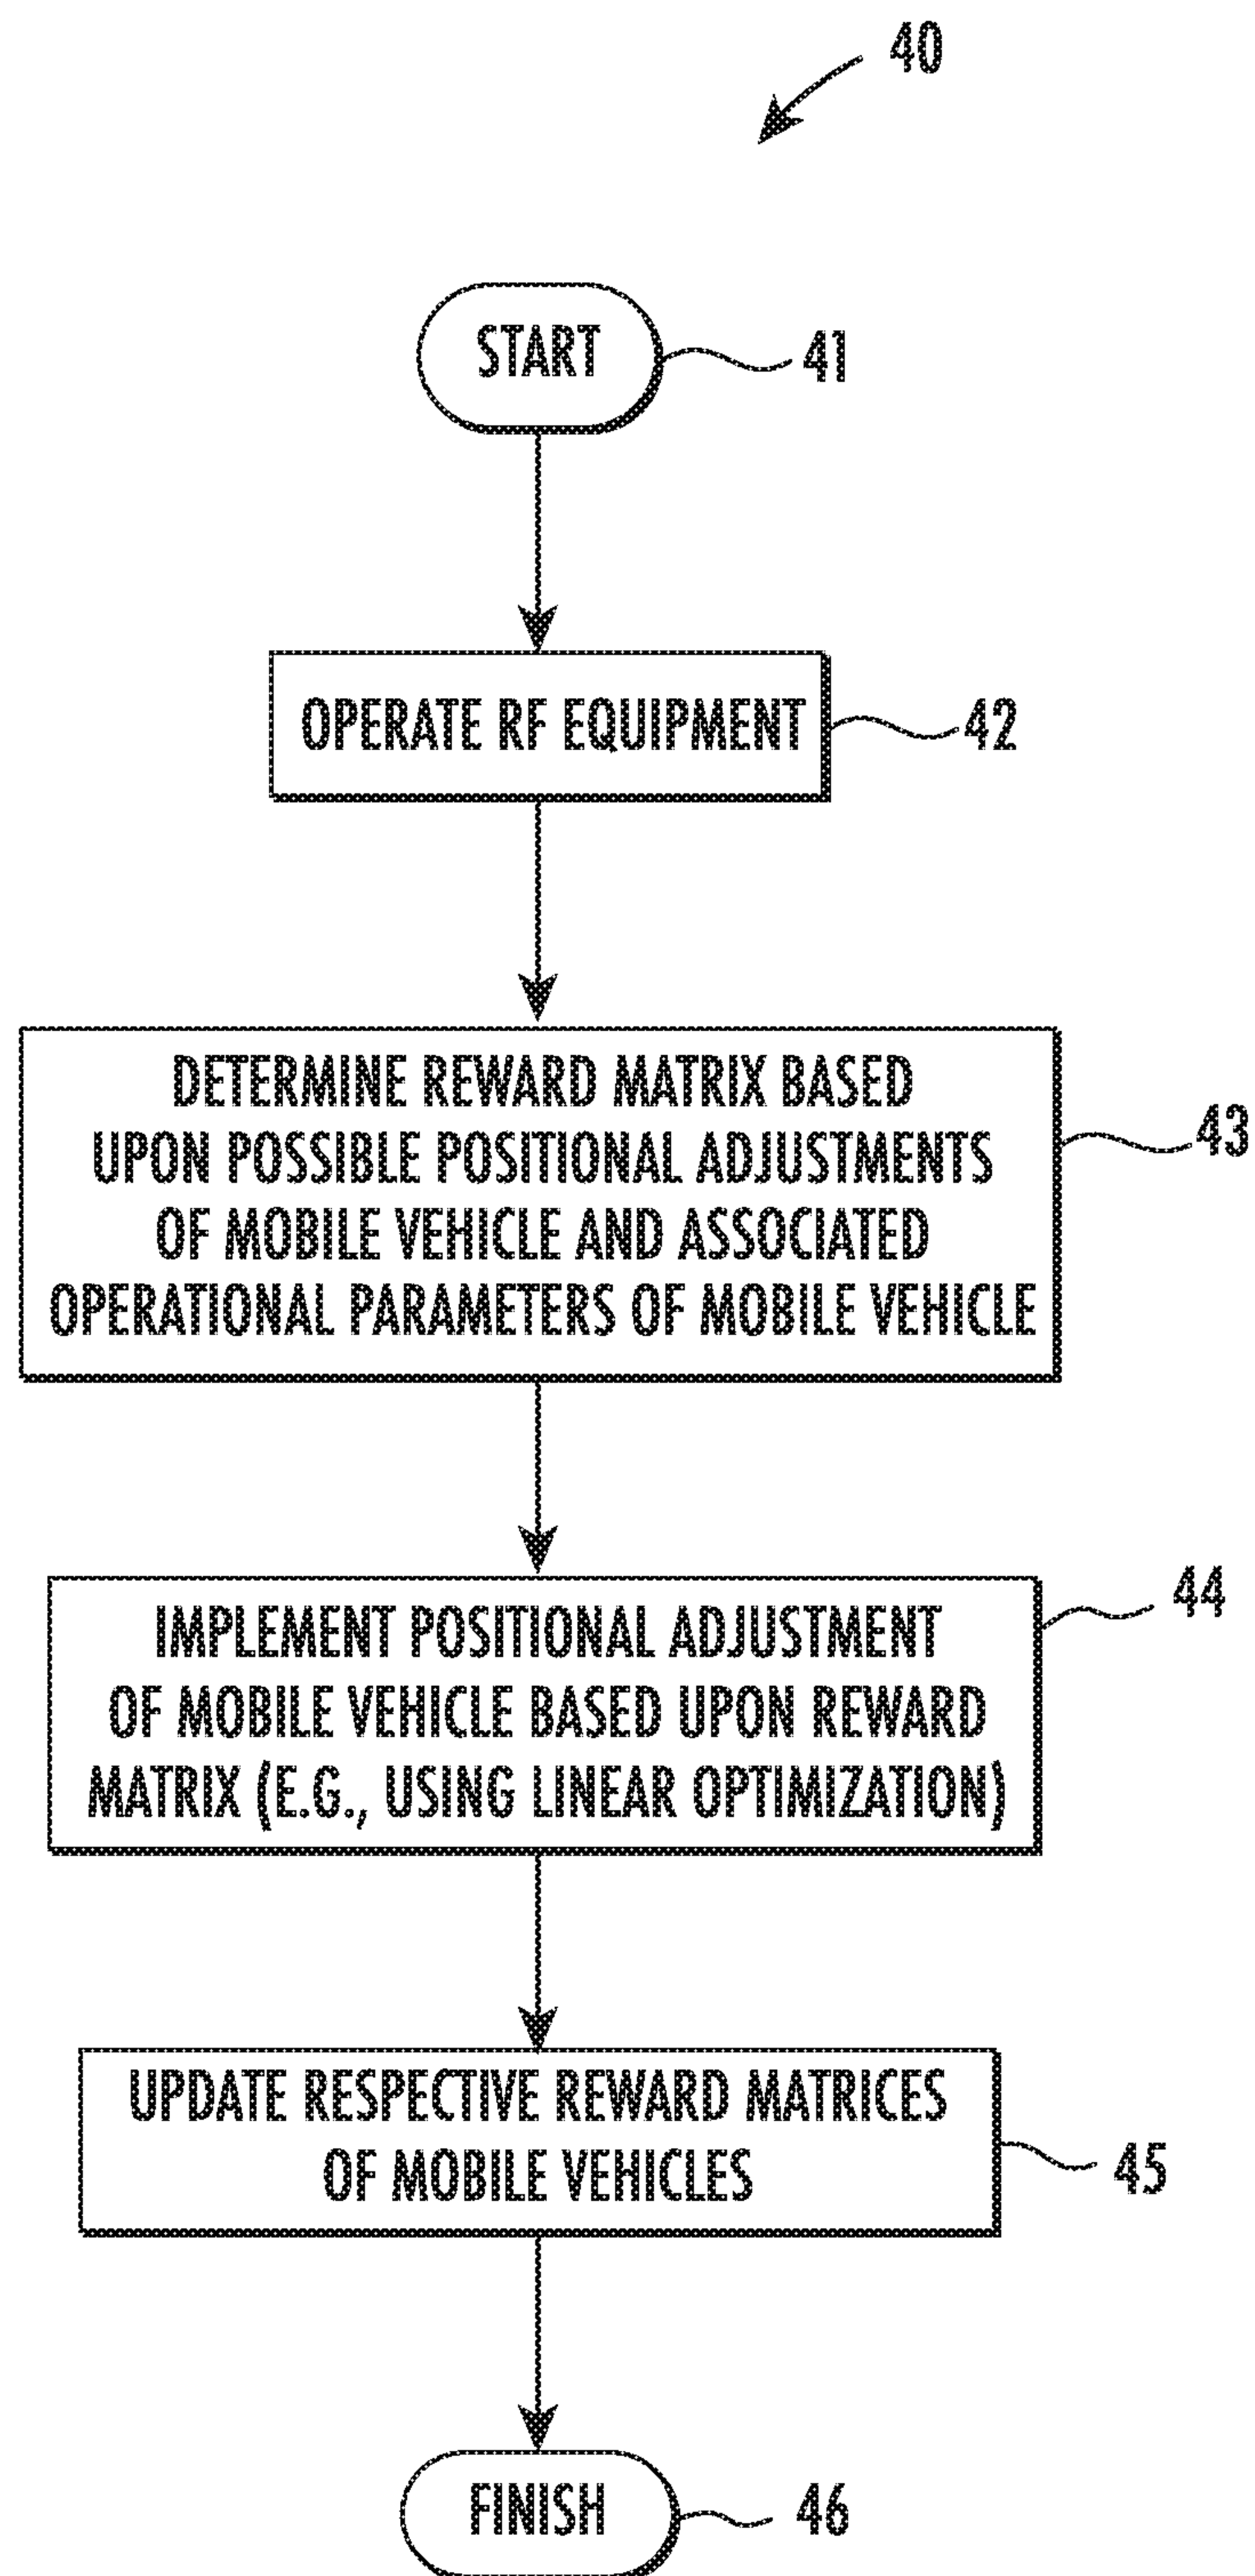 40
START
41
OPERATE RF EQUIPMENT
42
DETERMINE REWARD MATRIX BASED
UPON POSSIBLE POSITIONAL ADJUSTMENTS
OF MOBILE VEHICLE AND ASSOCIATED
OPERATIONAL PARAMETERS OF MOBILE VEHICLE
43
IMPLEMENT POSITIONAL ADJUSTMENT
OF MOBILE VEHICLE BASED UPON REWARD
MATRIX (E.G., USING LINEAR OPTIMIZATION)
44
UPDATE RESPECTIVE REWARD MATRICES
OF MOBILE VEHICLES
45
FINISH
46